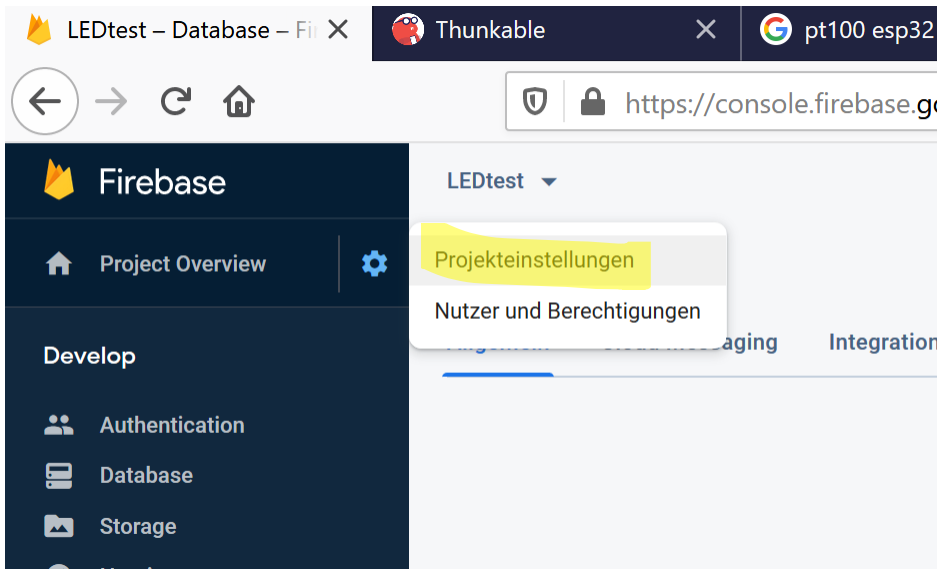 LEDtest – Database – Fi
Thunkable
pt100 esp32
https://console.firebase.go
Firebase
LEDtest
Project Overview
Projekteinstellungen
Nutzer und Berechtigungen
aging
Integration
Develop
Authentication
Database
Storage